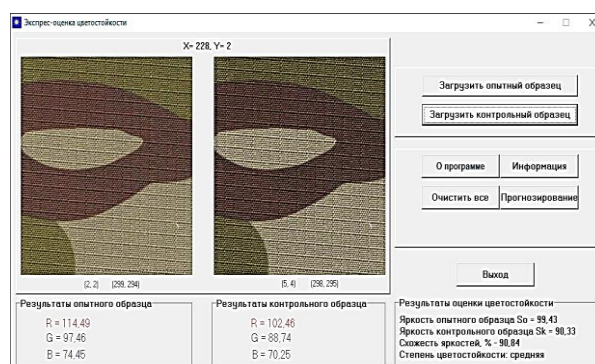 Экспрес-оценка цветостойкости
X= 228, Y= 2
Загрузить опытный образец
Загрузить контрольный образец
О программе Информация
Очистить все Прогнозирование
(2, 2) (299, 294) (5, 4) (298, 295)
Выход
Результаты опытного образца
R = 114,49
G = 97,46
B = 74,45
Результаты контрольного образца
R = 102,46
G = 88,74
B = 70,25
Результаты оценки цветостойкости
Яркость опытного образца So = 99,43
Яркость контрольного образца Sk = 90,33
Схожесть яркостей, % - 90,84
Степень цветостойкости: средняя